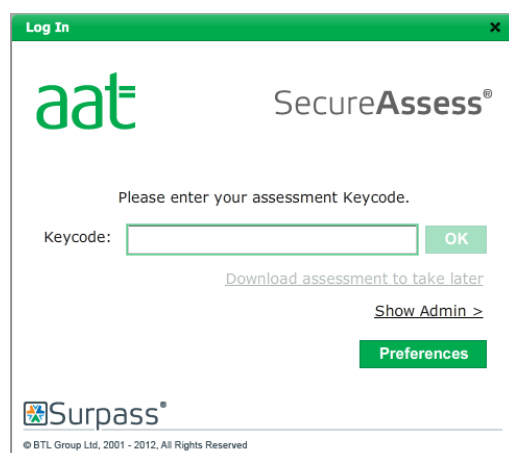 Log In ×
aat SecureAssess®
Please enter your assessment Keycode.
Keycode: OK
Download assessment to take later
Show Admin >
Preferences
Surpass®
© BTL Group Ltd, 2001 - 2012, All Rights Reserved